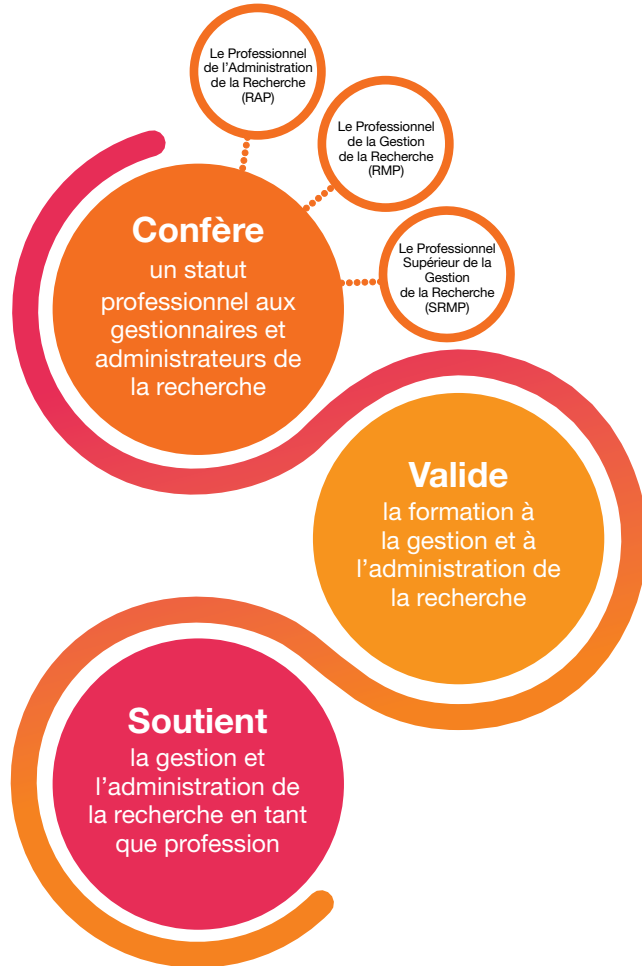 Le Professionnel
de l'Administration
de la Recherche
(RAP)
Le Professionnel
de la Gestion
de la Recherche
(RMP)
Le Professionnel
Supérieur de la
Gestion
de la Recherche
(SRMP)
Confère
un statut
professionnel aux
gestionnaires et
administrateurs de
la recherche
Valide
la formation à
la gestion et à
l'administration de
la recherche
Soutient
la gestion et
l'administration de
la recherche en tant
que profession